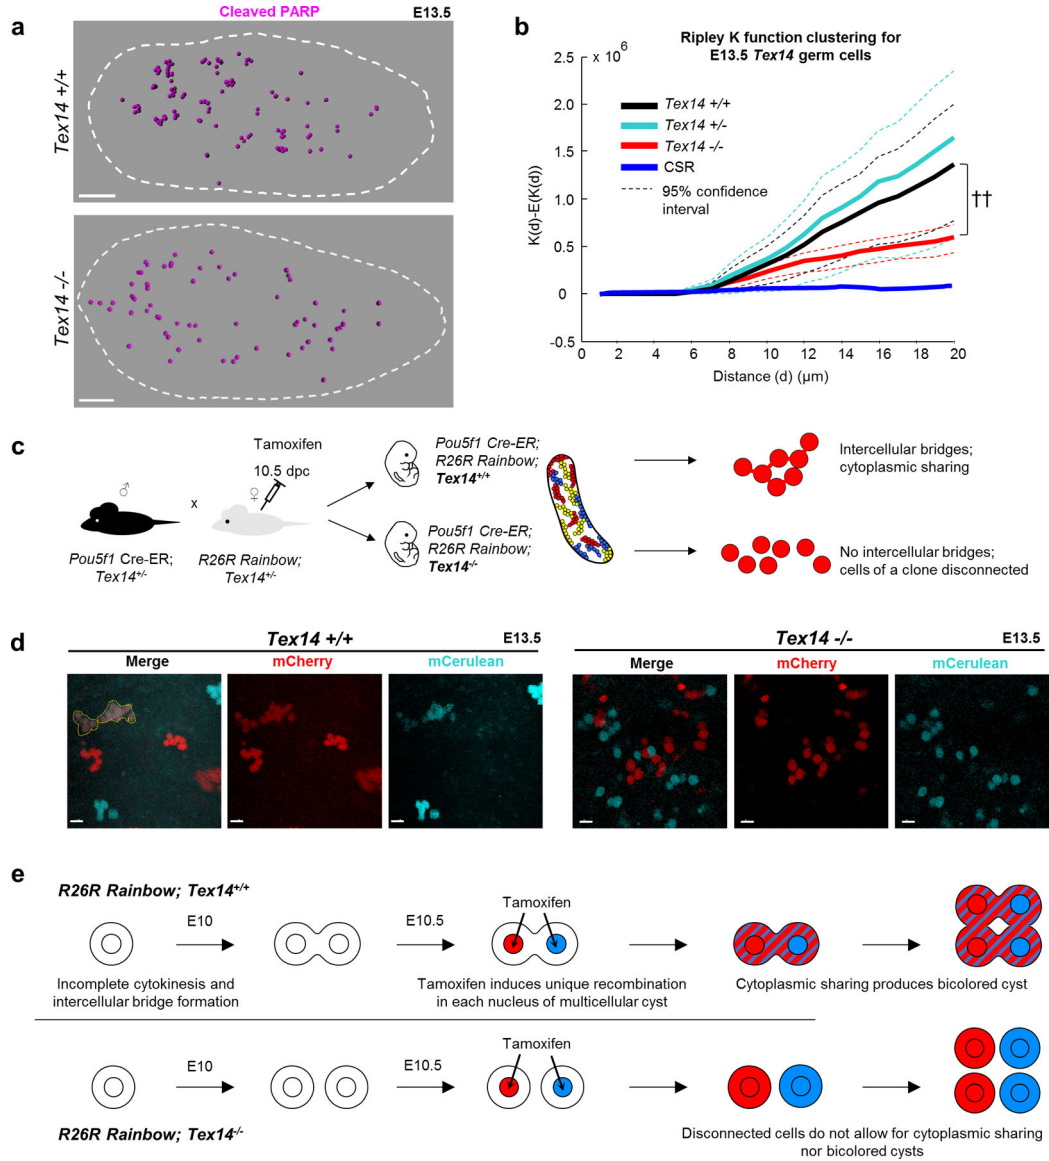 a
Cleaved PARP
E13.5
Tex14 +/+
Tex14 -/-
b
Ripley K function clustering for
E13.5 Tex14 germ cells
x 10⁶
2.5
2.0
1.5
1.0
0.5
0
-0.5
K(d)-E(K(d))
Tex14 +/+
Tex14 +/-
Tex14 -/-
CSR
95% confidence
interval
††
2 4 6 8 10 12 14 16 18 20
Distance (d) (µm)
c
Tamoxifen
10.5 dpc
♂
x
♀
Pou5f1 Cre-ER;
Tex14+/-
R26R Rainbow;
Tex14+/-
Pou5f1 Cre-ER;
R26R Rainbow;
Tex14+/+
Pou5f1 Cre-ER;
R26R Rainbow;
Tex14-/-
Intercellular bridges;
cytoplasmic sharing
No intercellular bridges;
cells of a clone disconnected
d
Tex14 +/+
E13.5
Merge
mCherry
mCerulean
Tex14 -/-
E13.5
Merge
mCherry
mCerulean
e
R26R Rainbow; Tex14+/+
E10
E10.5
Tamoxifen
Incomplete cytokinesis and
intercellular bridge formation
Tamoxifen induces unique recombination
in each nucleus of multicellular cyst
Cytoplasmic sharing produces bicolored cyst
E10
E10.5
Tamoxifen
R26R Rainbow; Tex14-/-
Disconnected cells do not allow for cytoplasmic sharing
nor bicolored cysts